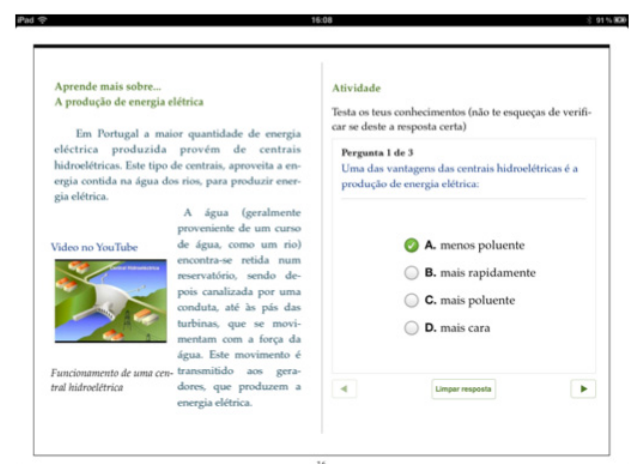 iPad
16:08
91 %
Aprende mais sobre...
A produção de energia elétrica
Em Portugal a maior quantidade de energia
eléctrica produzida provém de centrais
hidroelétricas. Este tipo de centrais, aproveita a en-
ergia contida na água dos rios, para produzir ener-
gia elétrica.
Video no YouTube
Central Hidroeléctrica
Funcionamento de uma cen-
tral hidroelétrica
A água (geralmente
proveniente de um curso
de água, como um rio)
encontra-se retida num
reservatório, sendo de-
pois canalizada por uma
conduta, até às pás das
turbinas, que se movi-
mentam com a força da
água. Este movimento é
transmitido aos gera-
dores, que produzem a
energia elétrica.
Atividade
Testa os teus conhecimentos (não te esqueças de verifi-
car se deste a resposta certa)
Pergunta 1 de 3
Uma das vantagens das centrais hidroelétricas é a
produção de energia elétrica:
A. menos poluente
B. mais rapidamente
C. mais poluente
D. mais cara
Limpar resposta